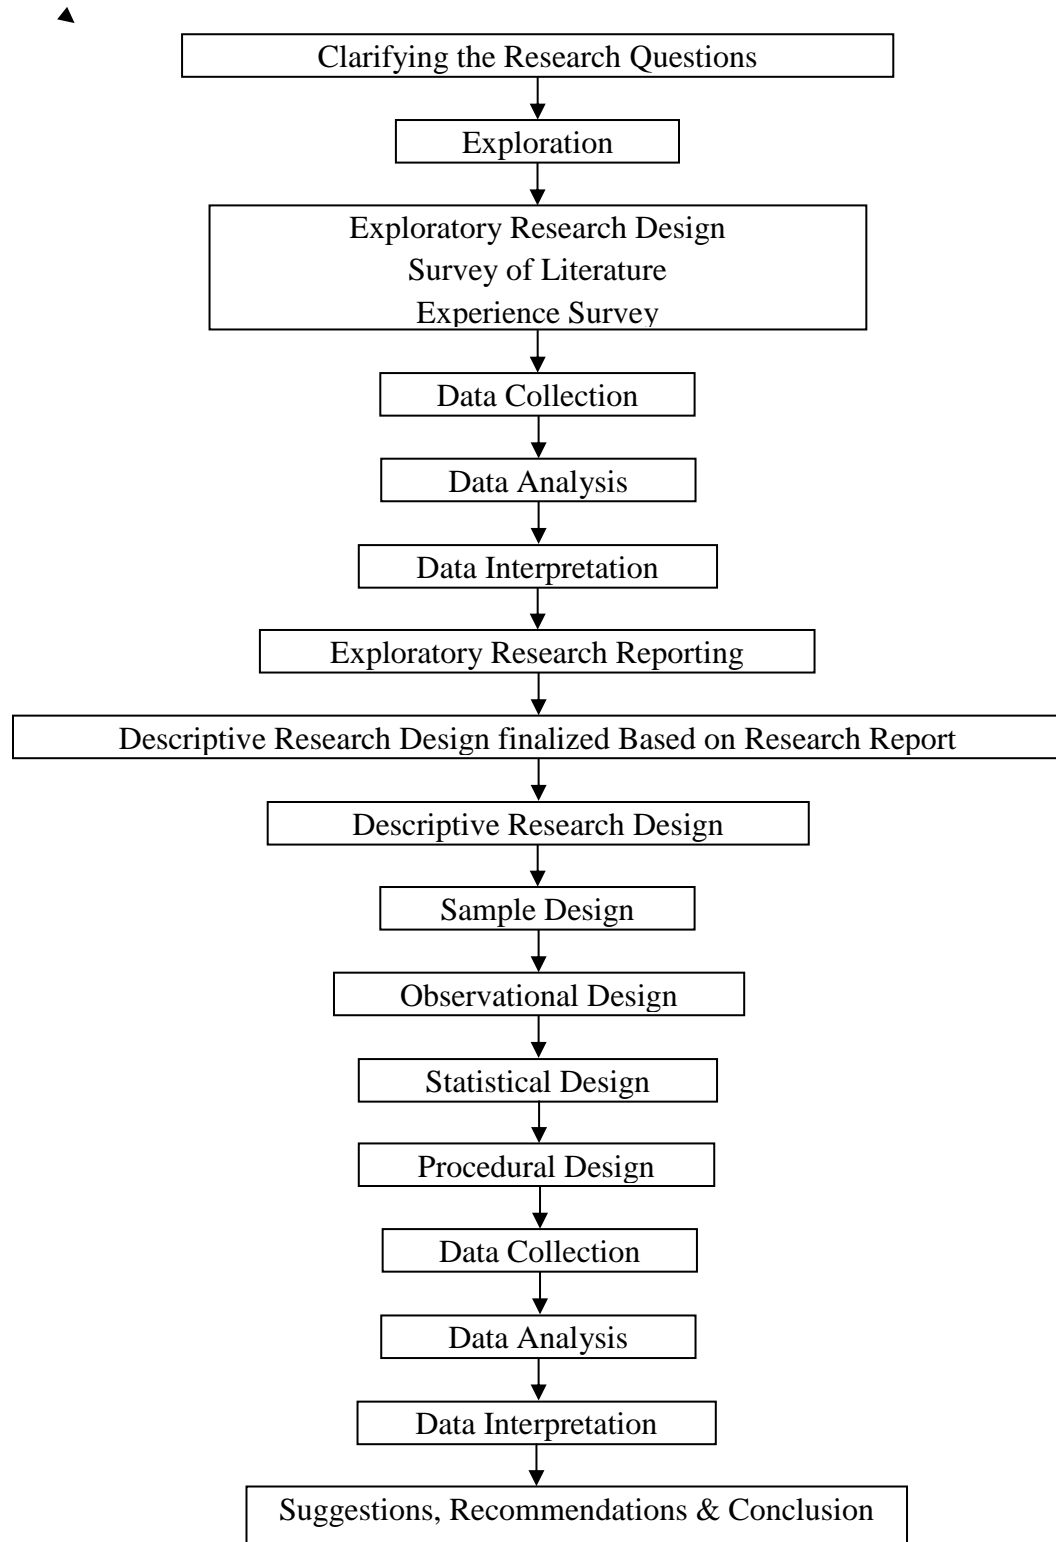 Clarifying the Research Questions
Exploration
Exploratory Research Design
Survey of Literature
Experience Survey
Data Collection
Data Analysis
Data Interpretation
Exploratory Research Reporting
Descriptive Research Design finalized Based on Research Report
Descriptive Research Design
Sample Design
Observational Design
Statistical Design
Procedural Design
Data Collection
Data Analysis
Data Interpretation
Suggestions, Recommendations & Conclusion